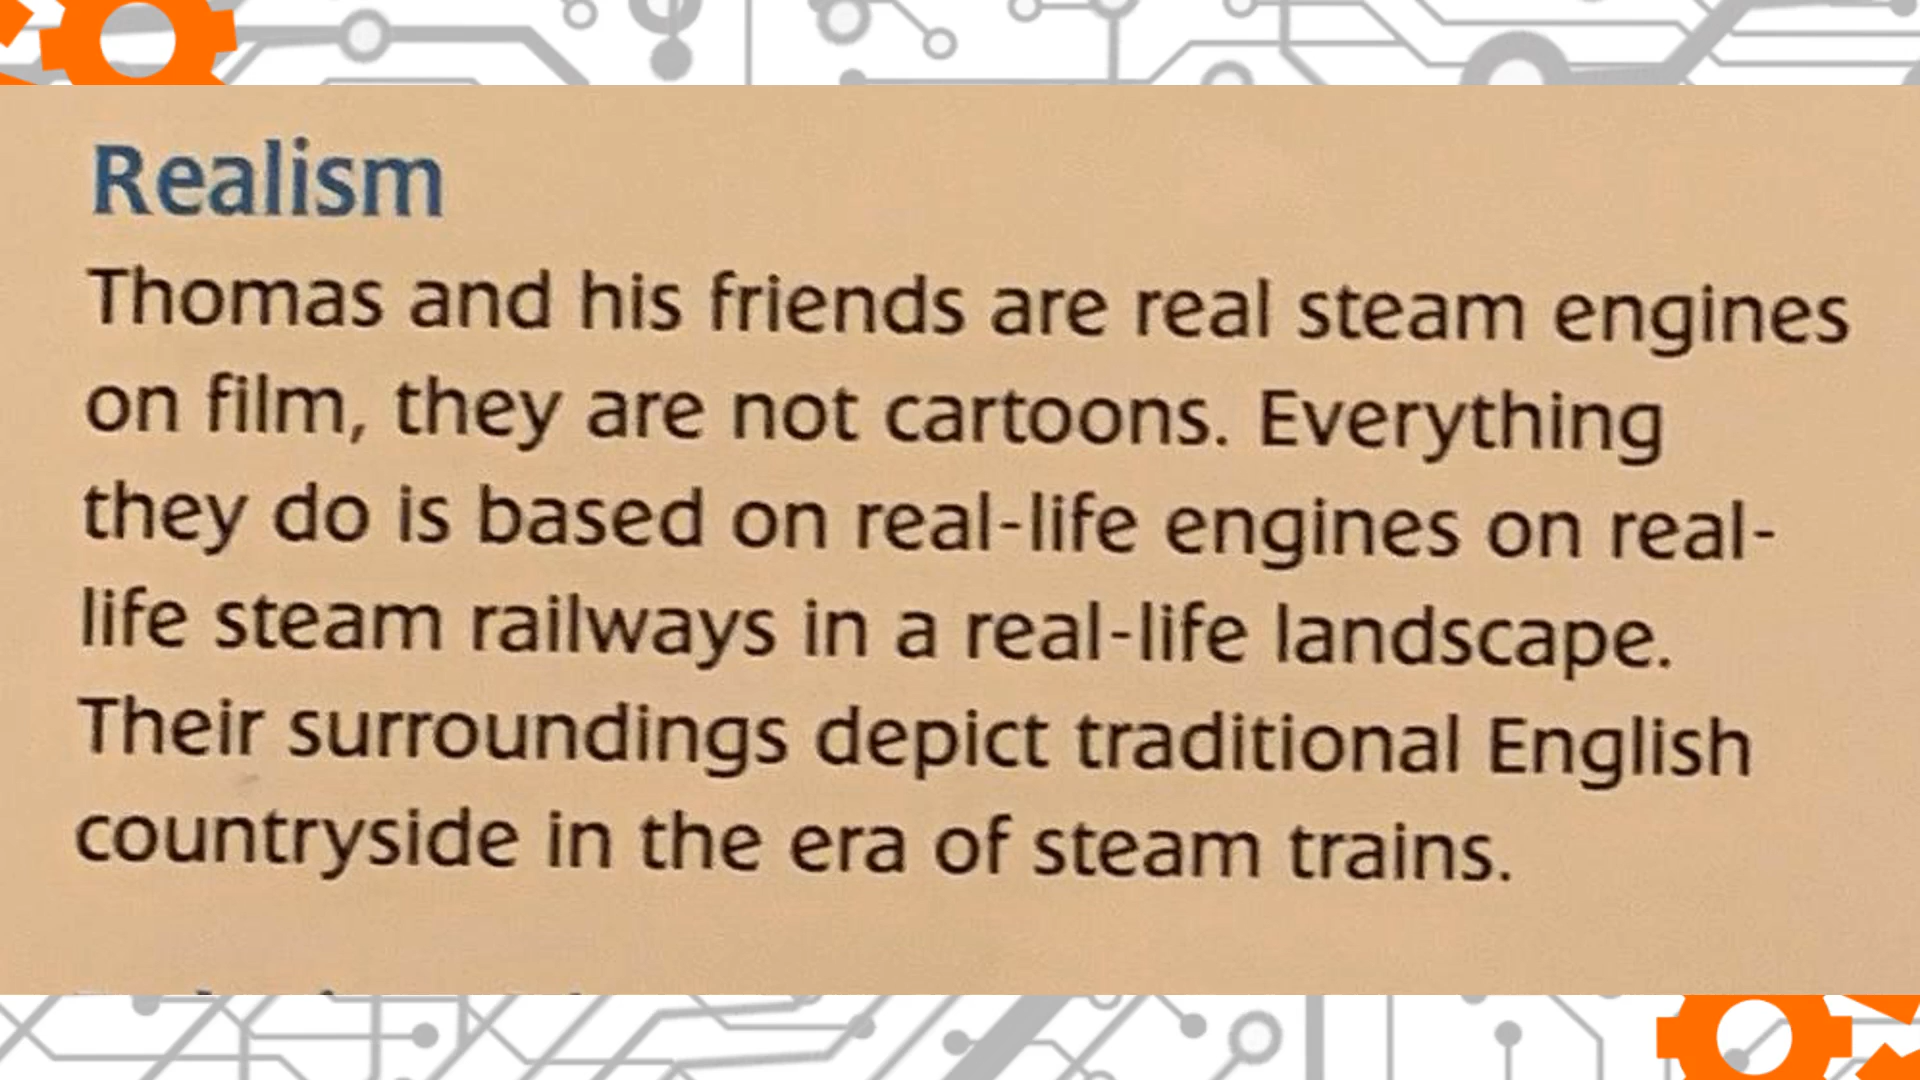 Realism
Thomas and his friends are real steam engines
on film, they are not cartoons. Everything
they do is based on real-life engines on real-
life steam railways in a real-life landscape.
Their surroundings depict traditional English
countryside in the era of steam trains.